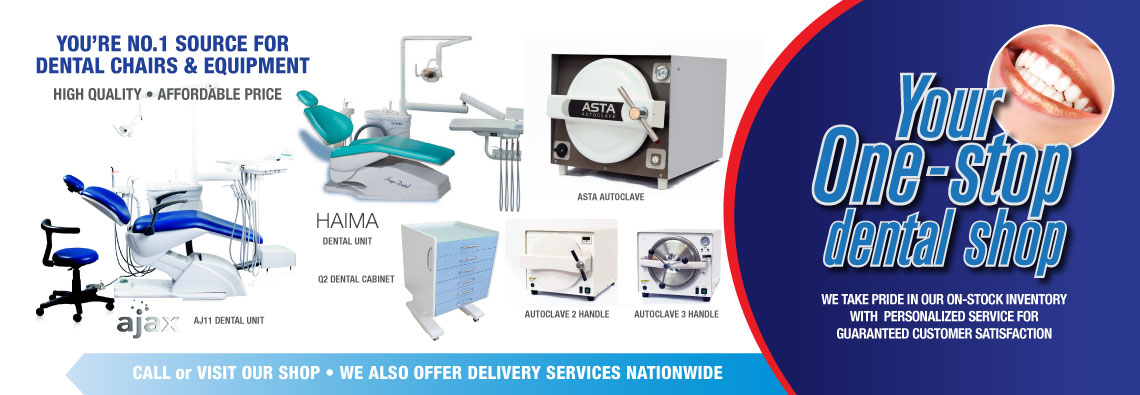 YOU'RE NO.1 SOURCE FOR
DENTAL CHAIRS & EQUIPMENT
HIGH QUALITY • AFFORDABLE PRICE
ajax
AJ11 DENTAL UNIT
HAIMA
DENTAL UNIT
Q2 DENTAL CABINET
ASTA
AUTOCLAVE
ASTA AUTOCLAVE
AUTOCLAVE 2 HANDLE
AUTOCLAVE 3 HANDLE
CALL or VISIT OUR SHOP • WE ALSO OFFER DELIVERY SERVICES NATIONWIDE
Your
One-stop
dental shop
WE TAKE PRIDE IN OUR ON-STOCK INVENTORY
WITH PERSONALIZED SERVICE FOR
GUARANTEED CUSTOMER SATISFACTION